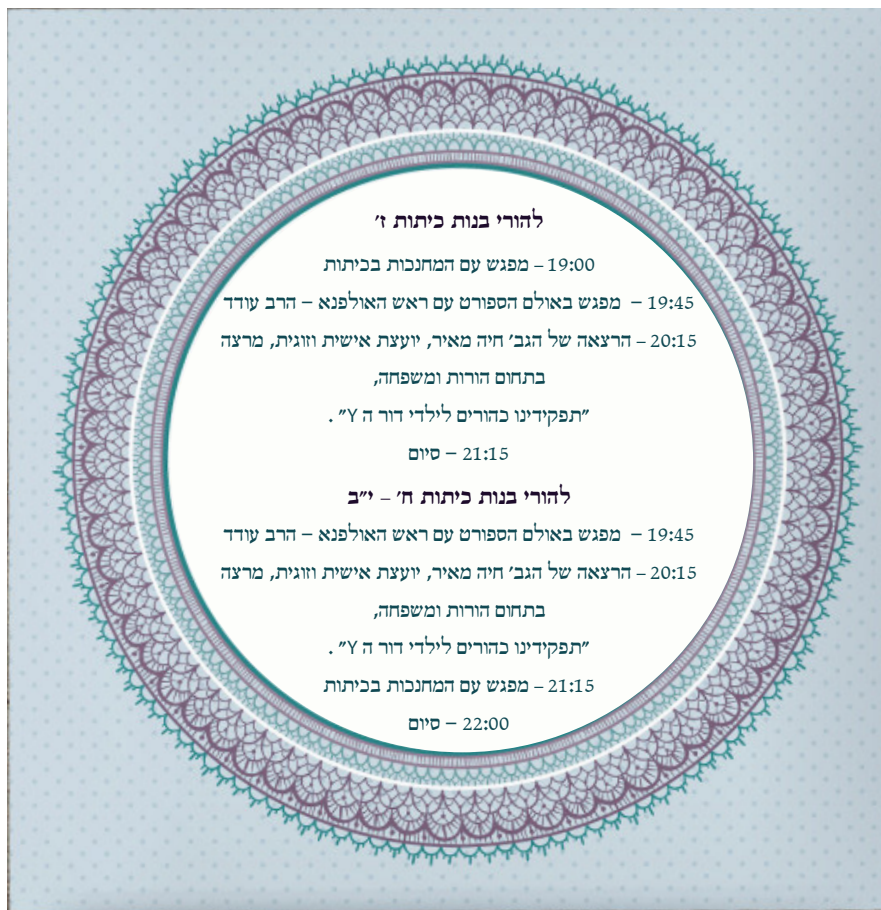 להורי בנות כיתות ז׳
19:00 – מפגש עם המחנכות בכיתות
19:45 – מפגש באולם הספורט עם ראש האולפנא – הרב עודד
20:15 – הרצאה של הגב׳ חיה מאיר, יועצת אישית וזוגית, מרצה
בתחום הורות ומשפחה,
״תפקידינו כהורים לילדי דור ה Y״ .
21:15 – סיום
להורי בנות כיתות ח׳ – י״ב
19:45 – מפגש באולם הספורט עם ראש האולפנא – הרב עודד
20:15 – הרצאה של הגב׳ חיה מאיר, יועצת אישית וזוגית, מרצה
בתחום הורות ומשפחה,
״תפקידינו כהורים לילדי דור ה Y״ .
21:15 – מפגש עם המחנכות בכיתות
22:00 – סיום